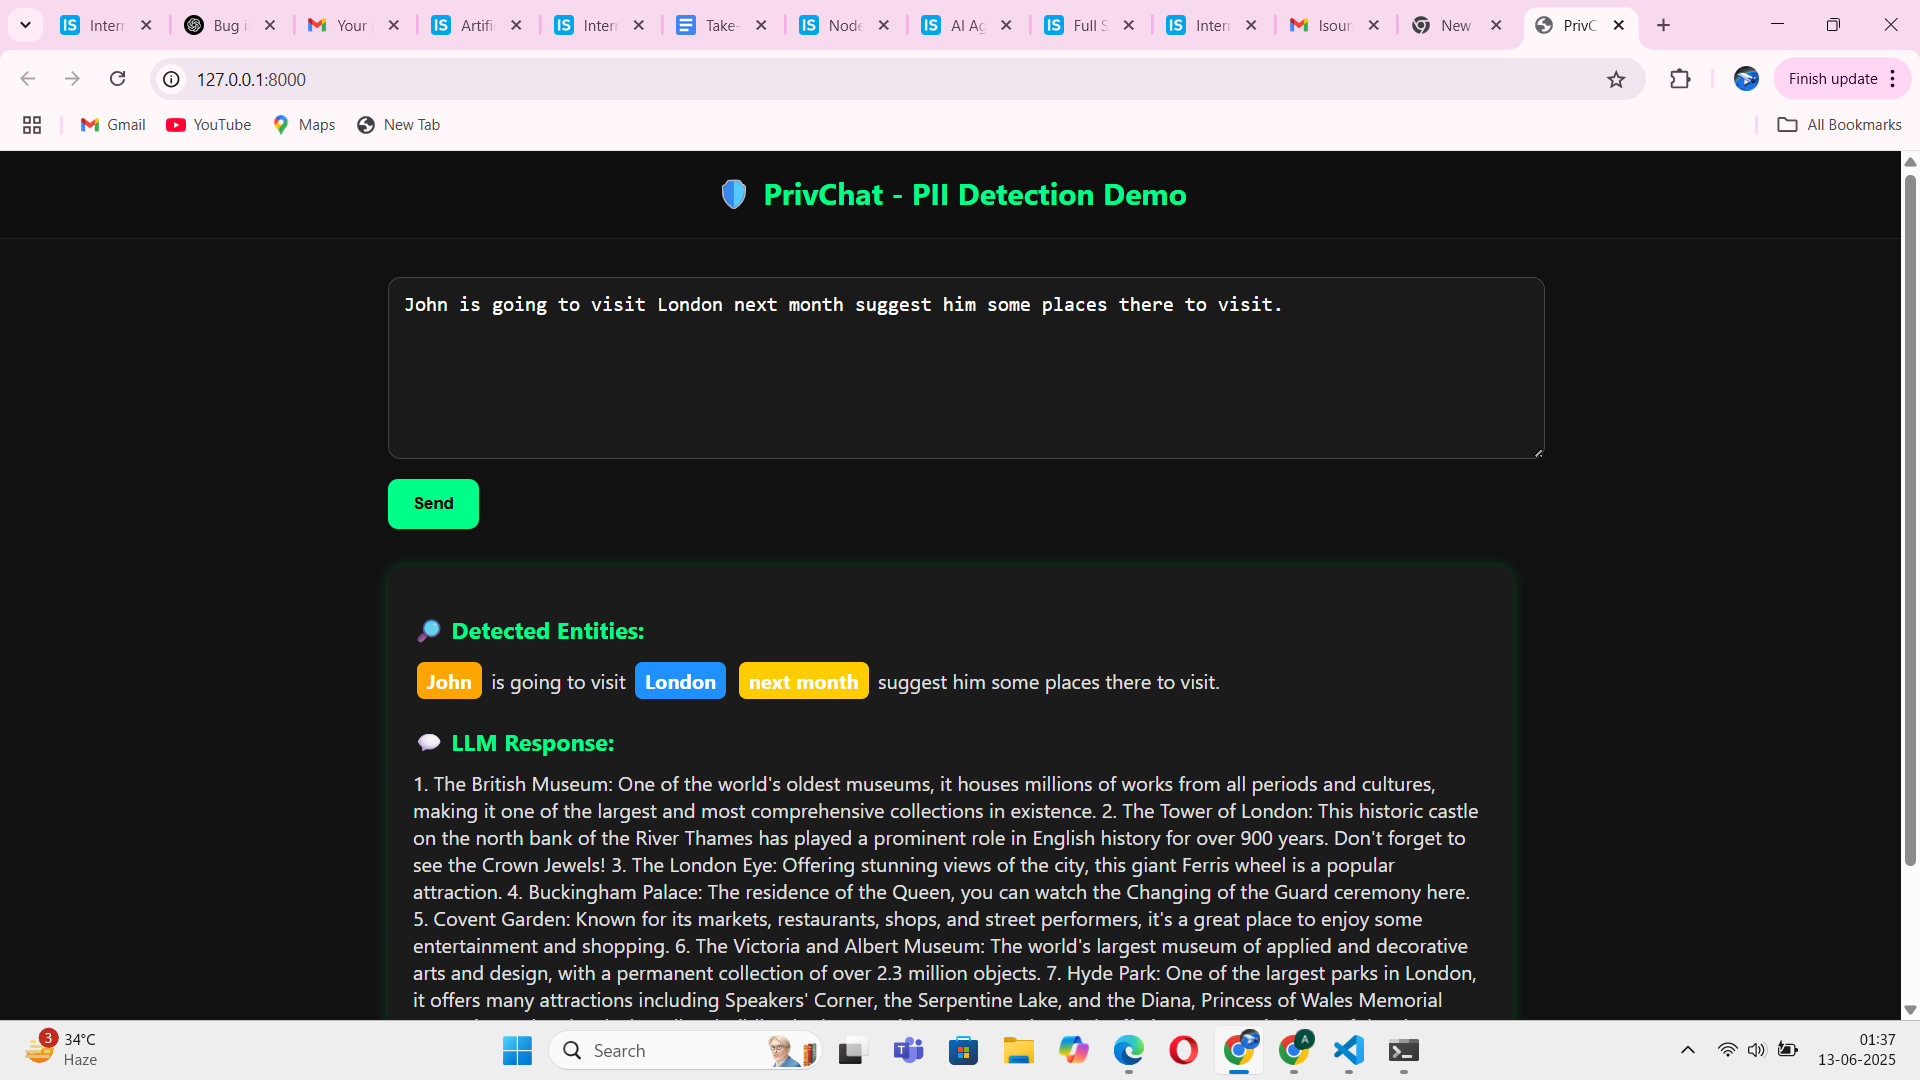 Intern
Bug i
Your
Artifi
Intern
Take-
Node
AI Ag
Full S
Intern
Isour
New
PrivC
127.0.0.1:8000
Finish update
Gmail
YouTube
Maps
New Tab
All Bookmarks
PrivChat - PII Detection Demo
John is going to visit London next month suggest him some places there to visit.
Send
Detected Entities:
John is going to visit London next month suggest him some places there to visit.
LLM Response:
1. The British Museum: One of the world's oldest museums, it houses millions of works from all periods and cultures,
making it one of the largest and most comprehensive collections in existence. 2. The Tower of London: This historic castle
on the north bank of the River Thames has played a prominent role in English history for over 900 years. Don't forget to
see the Crown Jewels! 3. The London Eye: Offering stunning views of the city, this giant Ferris wheel is a popular
attraction. 4. Buckingham Palace: The residence of the Queen, you can watch the Changing of the Guard ceremony here.
5. Covent Garden: Known for its markets, restaurants, shops, and street performers, it's a great place to enjoy some
entertainment and shopping. 6. The Victoria and Albert Museum: The world's largest museum of applied and decorative
arts and design, with a permanent collection of over 2.3 million objects. 7. Hyde Park: One of the largest parks in London,
it offers many attractions including Speakers' Corner, the Serpentine Lake, and the Diana, Princess of Wales Memorial
3
34°C
Haze
Search
01:37
13-06-2025